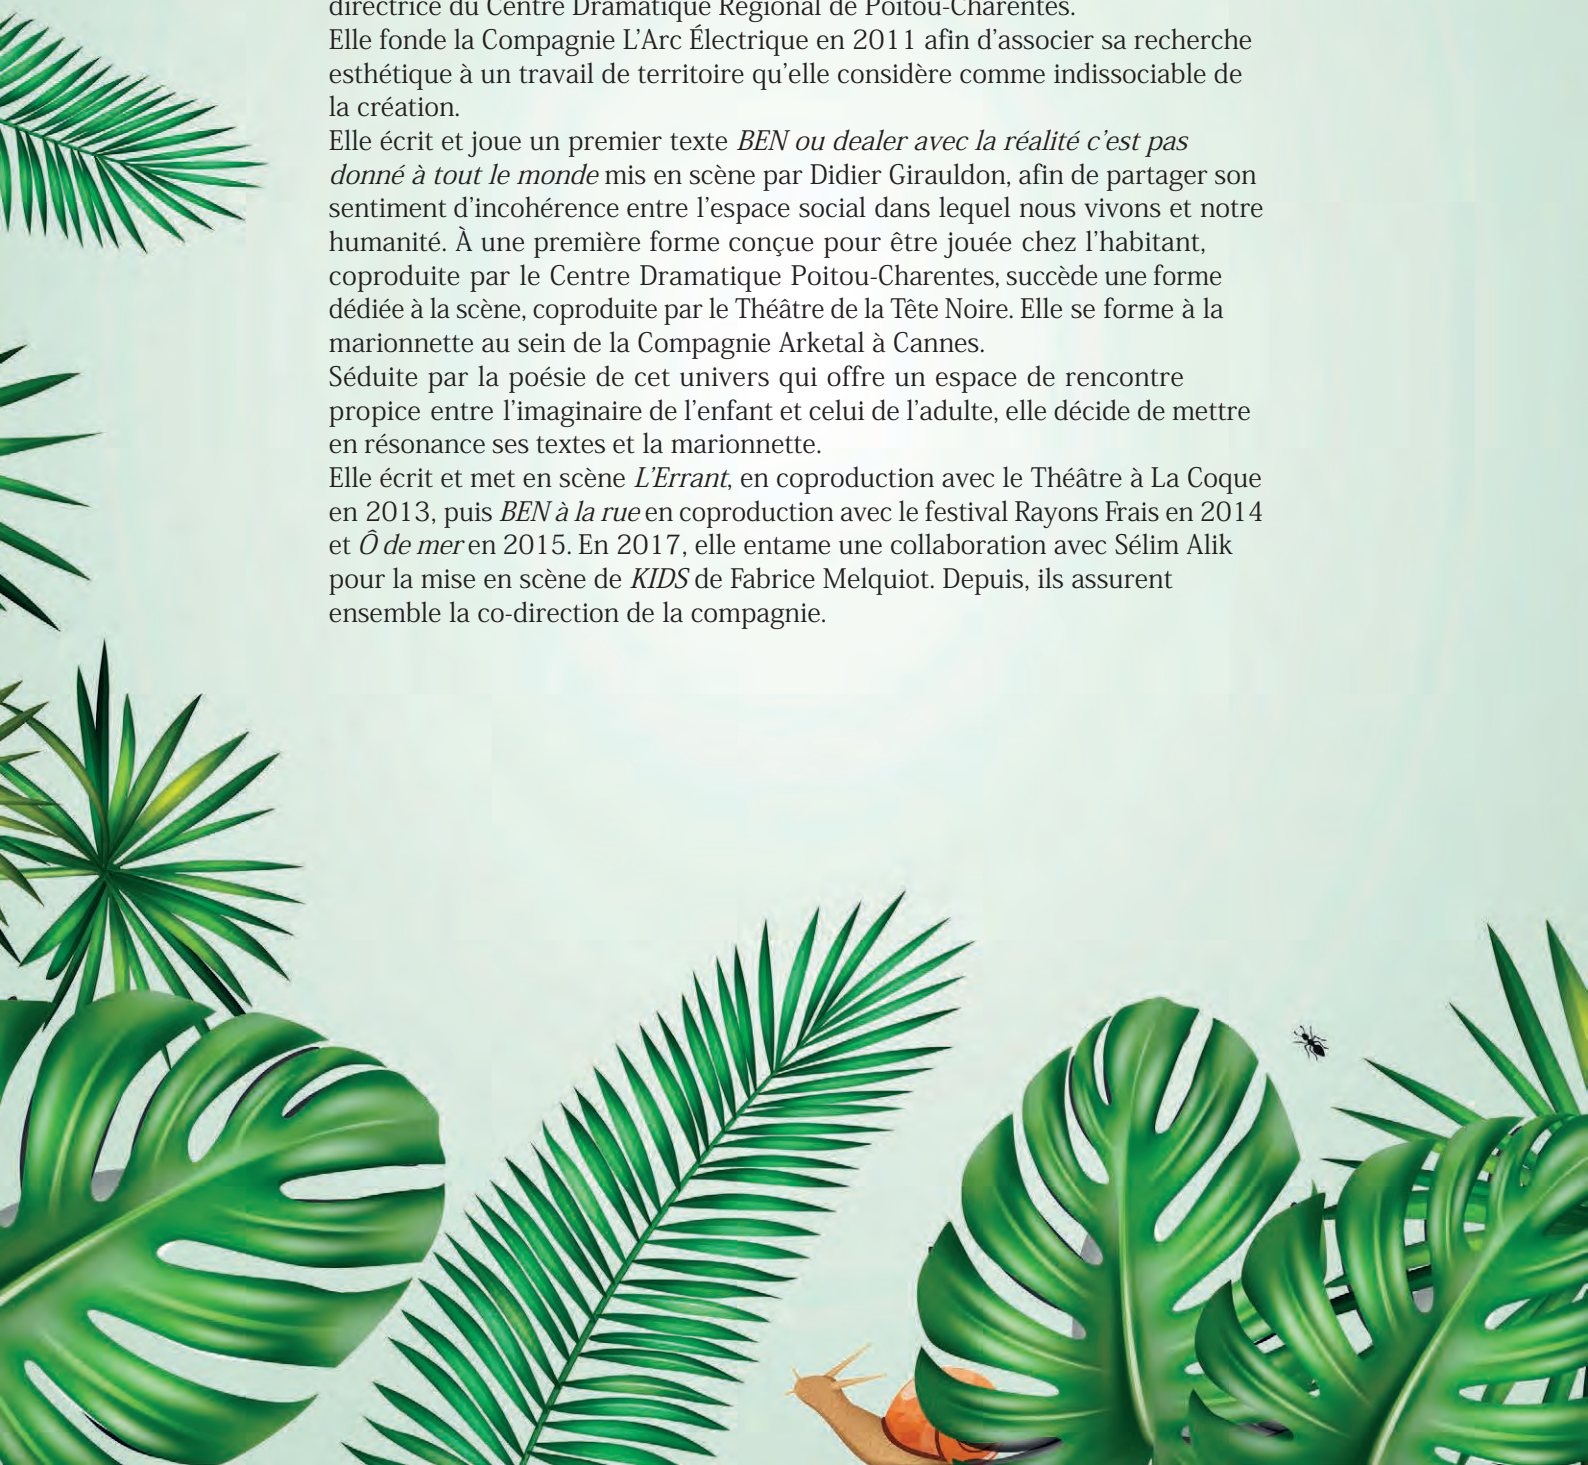 directrice du Centre Dramatique Régional de Poitou-Charentes.
Elle fonde la Compagnie L’Arc Électrique en 2011 afin d’associer sa recherche
esthétique à un travail de territoire qu’elle considère comme indissociable de
la création.
Elle écrit et joue un premier texte BEN ou dealer avec la réalité c’est pas
donné à tout le monde mis en scène par Didier Girauldon, afin de partager son
sentiment d’incohérence entre l’espace social dans lequel nous vivons et notre
humanité. À une première forme conçue pour être jouée chez l’habitant,
coproduite par le Centre Dramatique Poitou-Charentes, succède une forme
dédiée à la scène, coproduite par le Théâtre de la Tête Noire. Elle se forme à la
marionnette au sein de la Compagnie Arketal à Cannes.
Séduite par la poésie de cet univers qui offre un espace de rencontre
propice entre l’imaginaire de l’enfant et celui de l’adulte, elle décide de mettre
en résonance ses textes et la marionnette.
Elle écrit et met en scène L’Errant, en coproduction avec le Théâtre à La Coque
en 2013, puis BEN à la rue en coproduction avec le festival Rayons Frais en 2014
et Ô de mer en 2015. En 2017, elle entame une collaboration avec Sélim Alik
pour la mise en scène de KIDS de Fabrice Melquiot. Depuis, ils assurent
ensemble la co-direction de la compagnie.